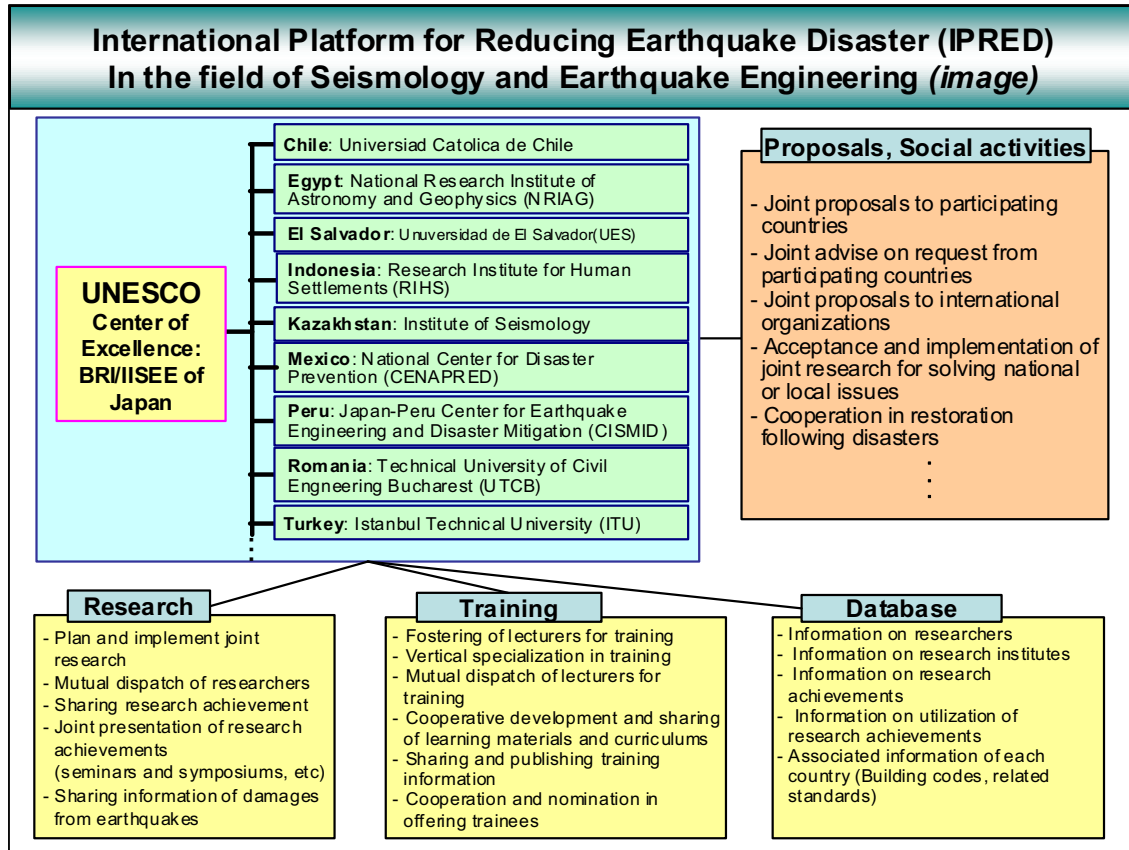 International Platform for Reducing Earthquake Disaster (IPRED)
In the field of Seismology and Earthquake Engineering (image)
UNESCO
Center of
Excellence:
BRI/IISEE of
Japan
Chile: Universiad Catolica de Chile
Egypt: National Research Institute of
Astronomy and Geophysics (NRIAG)
El Salvador: Unuversidad de El Salvador(UES)
Indonesia: Research Institute for Human
Settlements (RIHS)
Kazakhstan: Institute of Seismology
Mexico: National Center for Disaster
Prevention (CENAPRED)
Peru: Japan-Peru Center for Earthquake
Engineering and Disaster Mitigation (CISMID)
Romania: Technical University of Civil
Engneering Bucharest (UTCB)
Turkey: Istanbul Technical University (ITU)
Proposals, Social activities
- Joint proposals to participating
countries
- Joint advise on request from
participating countries
- Joint proposals to international
organizations
- Acceptance and implementation of
joint research for solving national
or local issues
- Cooperation in restoration
following disasters
Research
- Plan and implement joint
research
- Mutual dispatch of researchers
- Sharing research achievement
- Joint presentation of research
achievements
(seminars and symposiums, etc)
- Sharing information of damages
from earthquakes
Training
- Fostering of lecturers for training
- Vertical specialization in training
- Mutual dispatch of lecturers for
training
- Cooperative development and sharing
of learning materials and curriculums
- Sharing and publishing training
information
- Cooperation and nomination in
offering trainees
Database
- Information on researchers
- Information on research institutes
- Information on research
achievements
- Information on utilization of
research achievements
- Associated information of each
country (Building codes, related
standards)